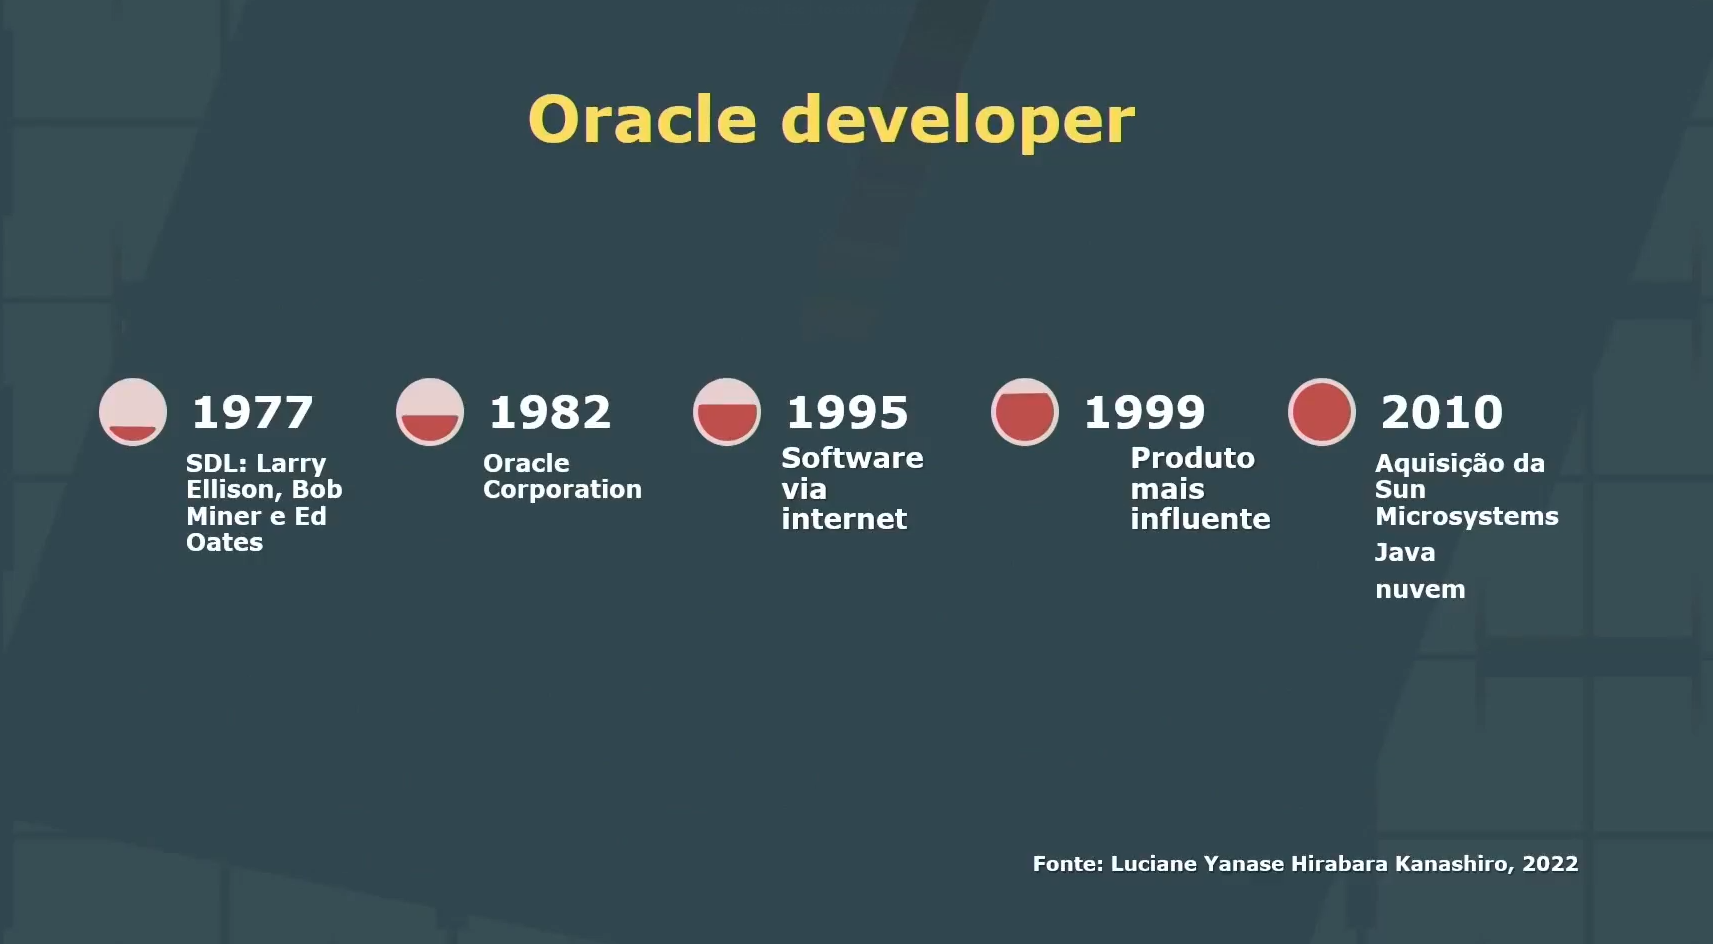 Oracle developer
1977
SDL: Larry
Ellison, Bob
Miner e Ed
Oates
1982
Oracle
Corporation
1995
Software
via
internet
1999
Produto
mais
influente
2010
Aquisição da
Sun
Microsystems
Java
nuvem
Fonte: Luciane Yanase Hirabara Kanashiro, 2022